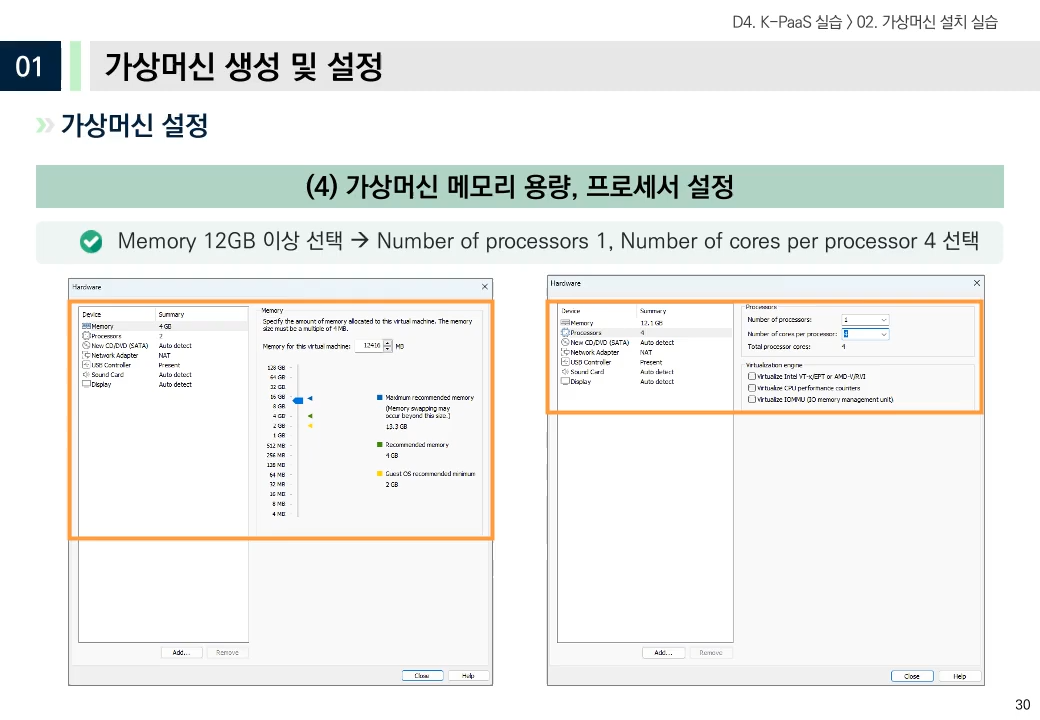 D4. K-PaaS 실습 > 02. 가상머신 설치 실습
01
가상머신 생성 및 설정
가상머신 설정
(4) 가상머신 메모리 용량, 프로세서 설정
Memory 12GB 이상 선택 → Number of processors 1, Number of cores per processor 4 선택
Hardware
Device Summary
Memory 4 GB
Processors 2
New CD/DVD (SATA) Auto detect
Network Adapter NAT
USB Controller Present
Sound Card Auto detect
Display Auto detect
Memory
Specify the amount of memory allocated to this virtual machine. The memory
size must be a multiple of 4 MB.
Memory for this virtual machine: 12416 MB
128 GB
64 GB
32 GB
16 GB
8 GB
4 GB
2 GB
1 GB
512 MB
256 MB
128 MB
64 MB
32 MB
16 MB
8 MB
4 MB
Maximum recommended memory
(Memory swapping may
occur beyond this size.)
13.3 GB
Recommended memory
4 GB
Guest OS recommended minimum
2 GB
Add... Remove
Close Help
Hardware
Device Summary
Memory 12.1 GB
Processors 4
New CD/DVD (SATA) Auto detect
Network Adapter NAT
USB Controller Present
Sound Card Auto detect
Display Auto detect
Processors
Number of processors: 1
Number of cores per processor: 4
Total processor cores: 4
Virtualization engine
Virtualize Intel VT-x/EPT or AMD-V/RVI
Virtualize CPU performance counters
Virtualize IOMMU (IO memory management unit)
Add... Remove
Close Help
30